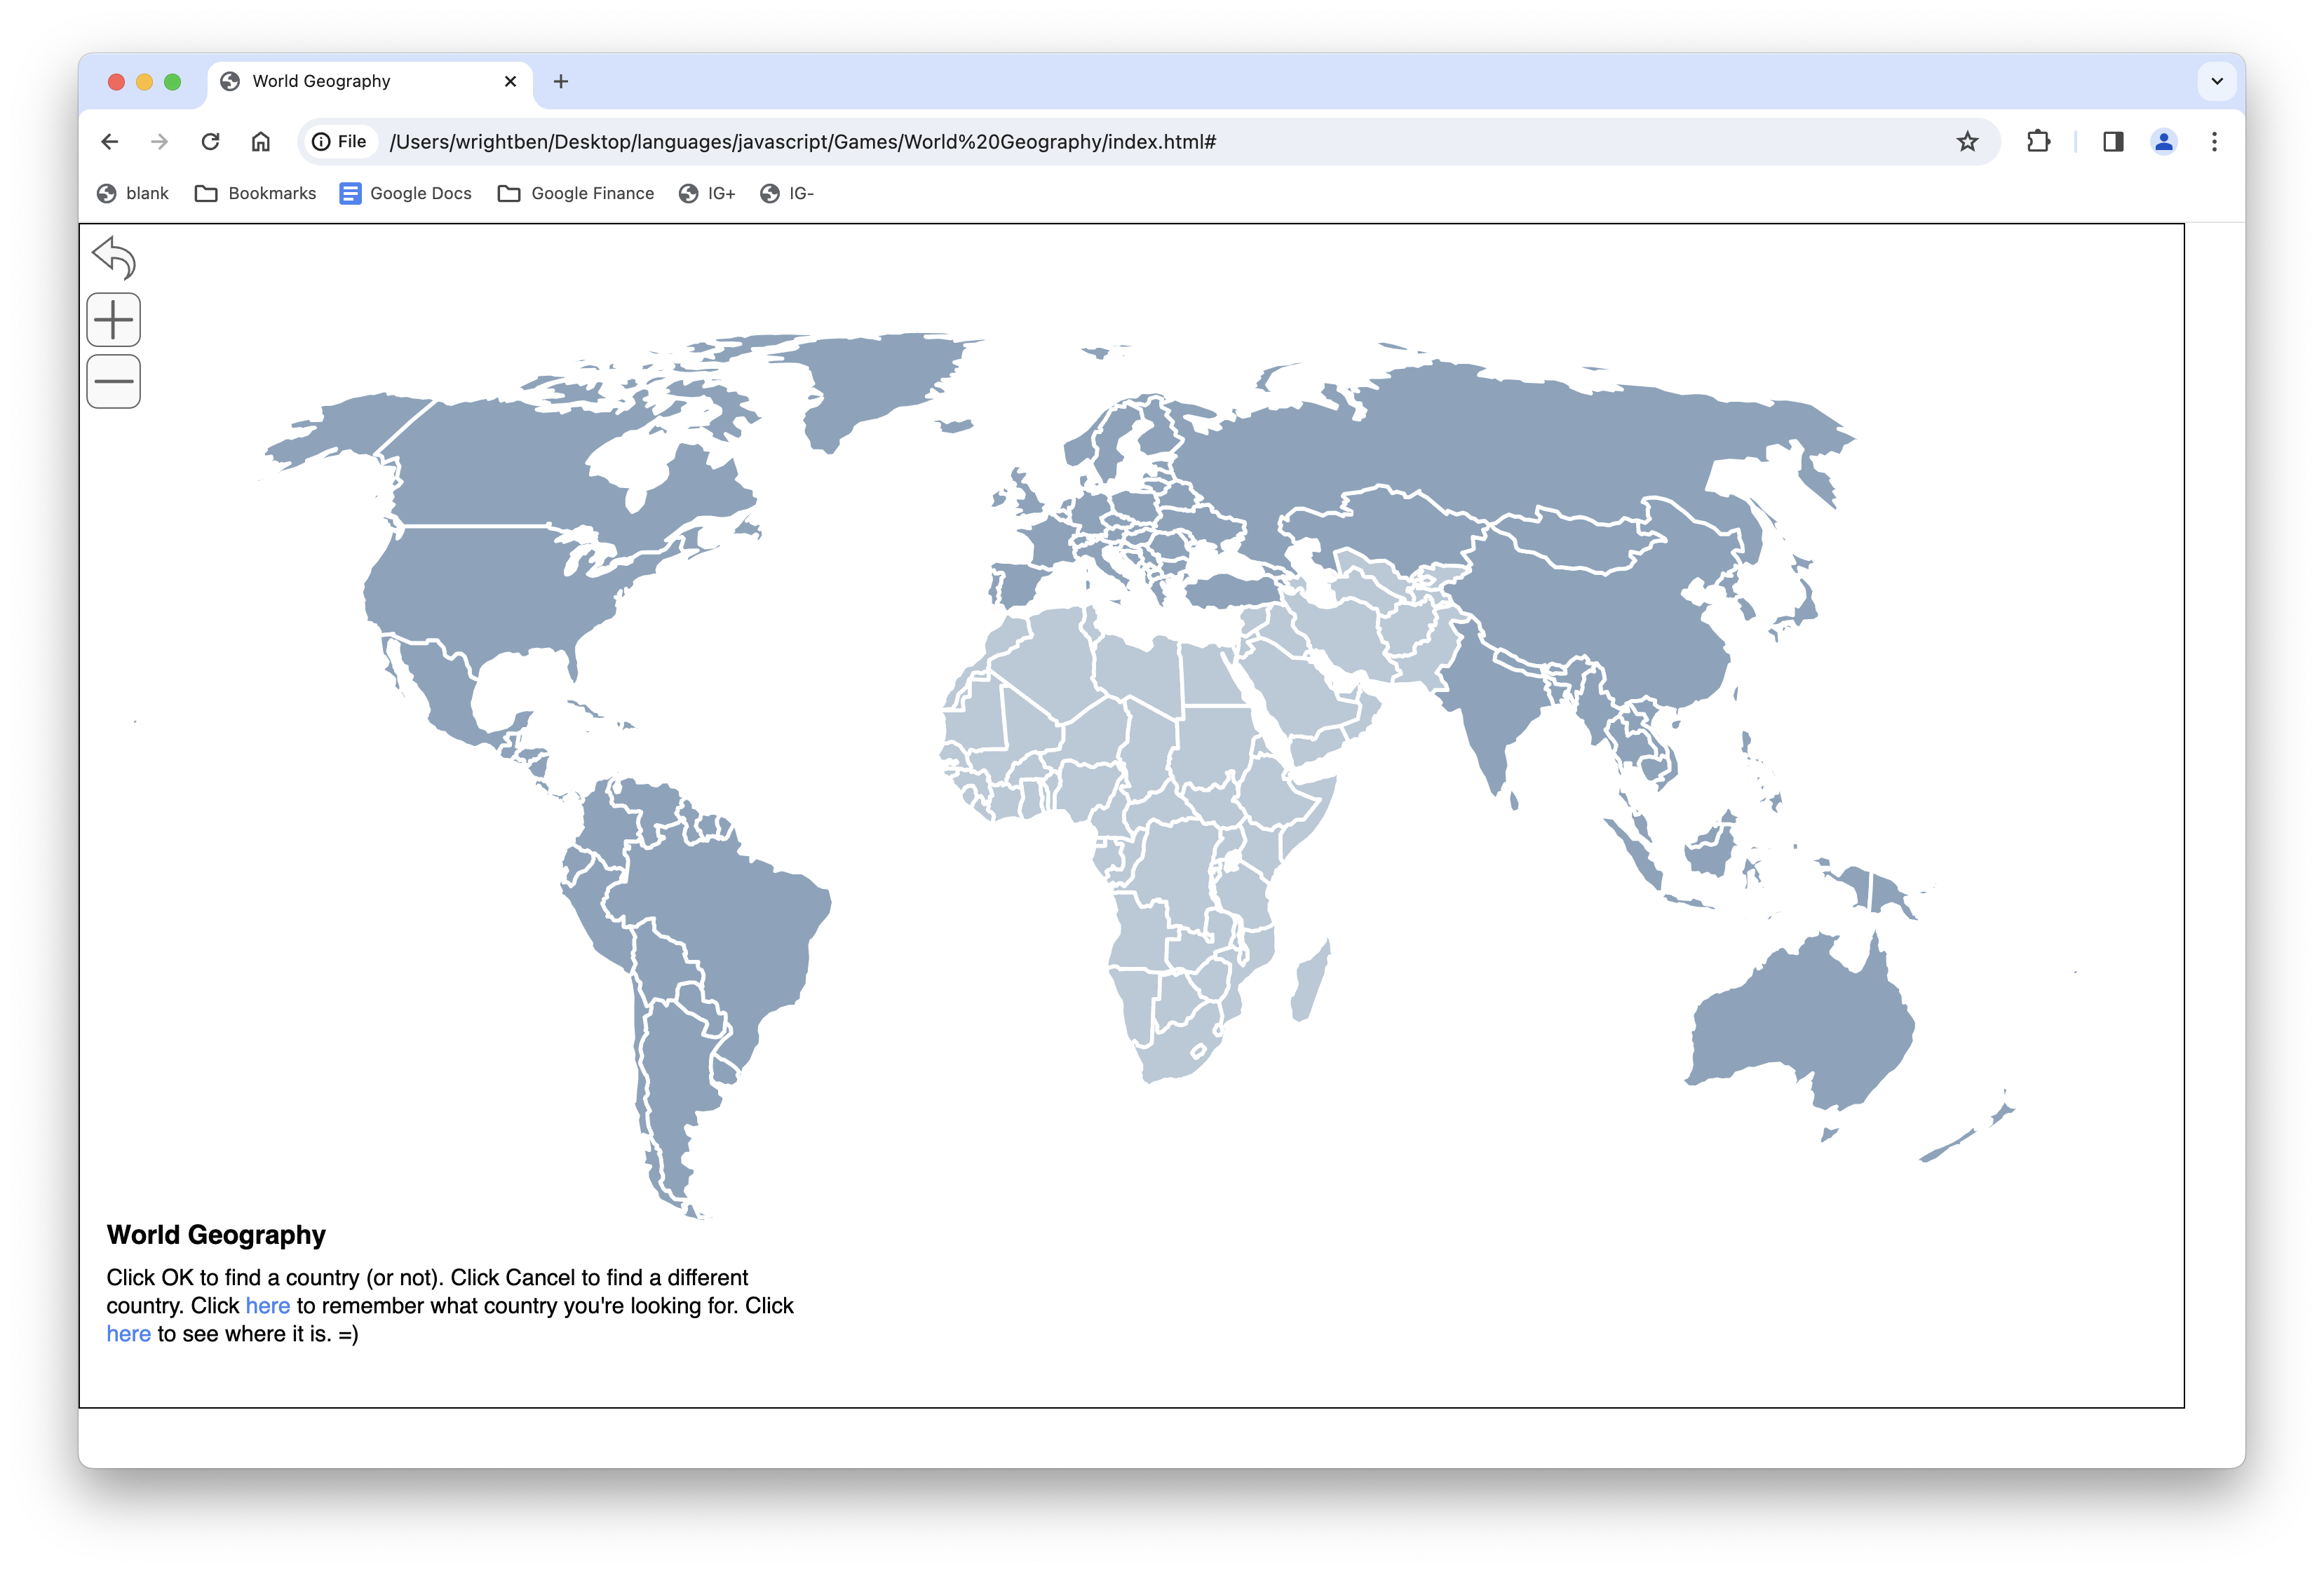 World Geography
File /Users/wrightben/Desktop/languages/javascript/Games/World%20Geography/index.html#
blank Bookmarks Google Docs Google Finance IG+ IG-
World Geography
Click OK to find a country (or not). Click Cancel to find a different
country. Click here to remember what country you're looking for. Click
here to see where it is. =)